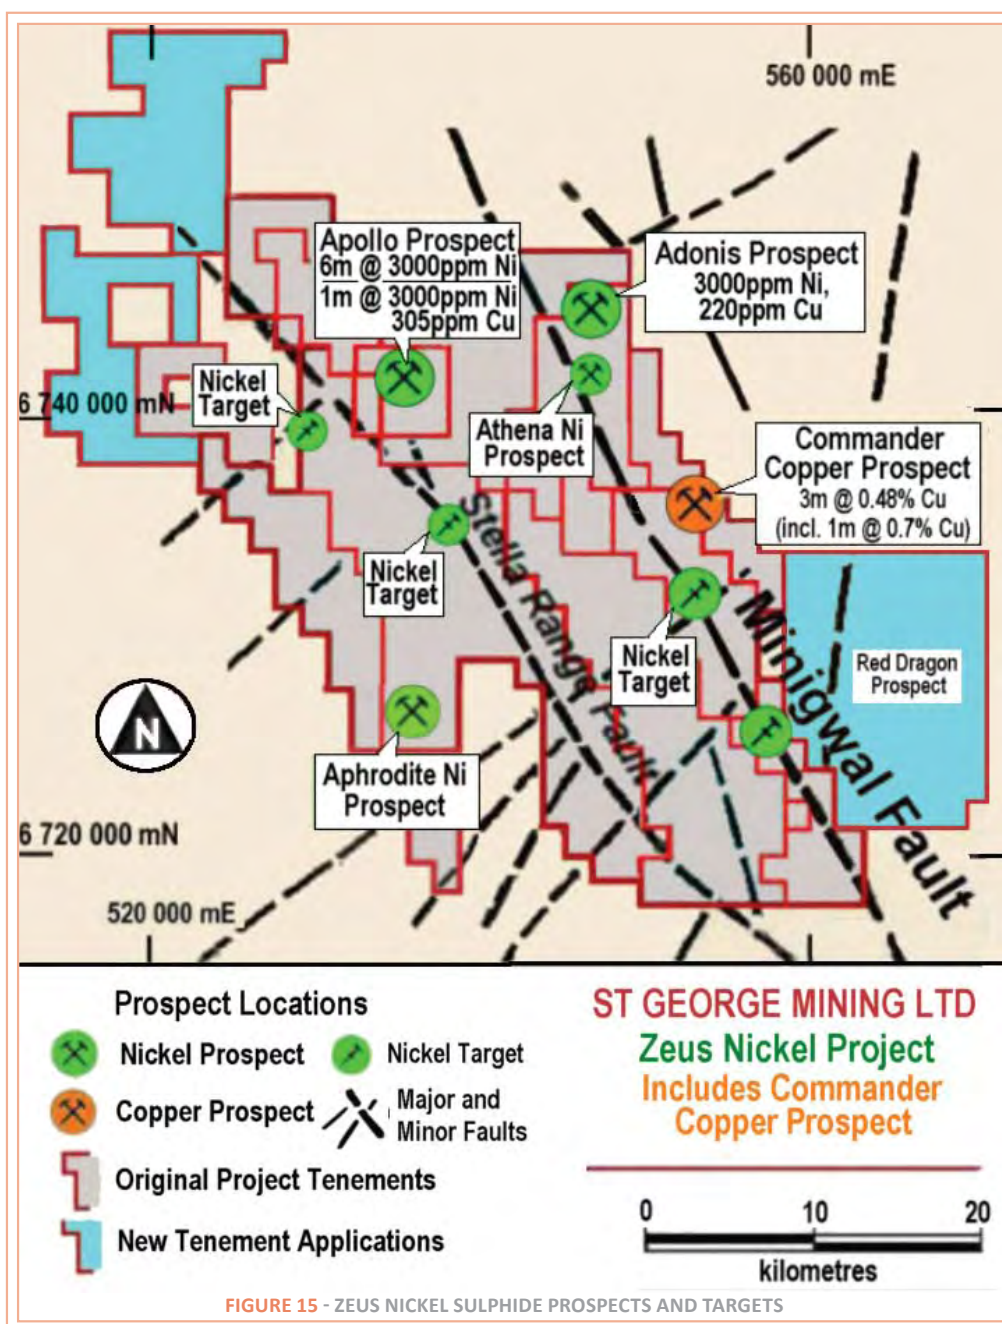 560 000 mE
Apollo Prospect
6m @ 3000ppm Ni
1m @ 3000ppm Ni
305ppm Cu
Adonis Prospect
3000ppm Ni,
220ppm Cu
Nickel
Target
6 740 000 mN
Athena Ni
Prospect
Commander
Copper Prospect
3m @ 0.48% Cu
(incl. 1m @ 0.7% Cu)
Stella Range Fault
Nickel
Target
Minigwal Fault
Nickel
Target
Red Dragon
Prospect
N
Aphrodite Ni
Prospect
6 720 000 mN
520 000 mE
Prospect Locations
Nickel Prospect
Nickel Target
Copper Prospect
Major and
Minor Faults
Original Project Tenements
New Tenement Applications
ST GEORGE MINING LTD
Zeus Nickel Project
Includes Commander
Copper Prospect
0 10 20
kilometres
FIGURE 15 - ZEUS NICKEL SULPHIDE PROSPECTS AND TARGETS